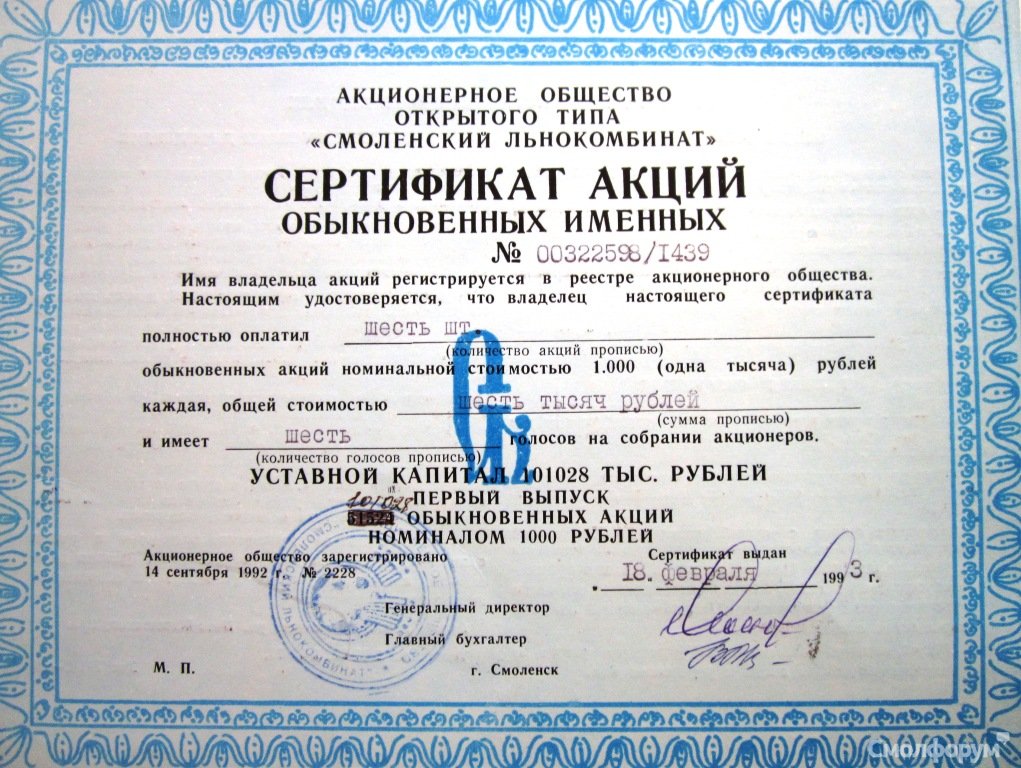 АКЦИОНЕРНОЕ ОБЩЕСТВО
ОТКРЫТОГО ТИПА
«СМОЛЕНСКИЙ ЛЬНОКОМБИНАТ»
СЕРТИФИКАТ АКЦИЙ
ОБЫКНОВЕННЫХ ИМЕННЫХ
№ 00322598/I439
Имя владельца акций регистрируется в реестре акционерного общества.
Настоящим удостоверяется, что владелец настоящего сертификата
полностью оплатил шесть шт.
(количество акций прописью)
обыкновенных акций номинальной стоимостью 1.000 (одна тысяча) рублей
каждая, общей стоимостью шесть тысяч рублей
(сумма прописью)
и имеет шесть голосов на собрании акционеров.
(количество голосов прописью)
УСТАВНОЙ КАПИТАЛ 101028 ТЫС. РУБЛЕЙ
ПЕРВЫЙ ВЫПУСК
101028
51524 ОБЫКНОВЕННЫХ АКЦИЙ
НОМИНАЛОМ 1000 РУБЛЕЙ
Акционерное общество зарегистрировано
14 сентября 1992 г. № 2228
Сертификат выдан
I8. февраля 1993 г.
Генеральный директор
Главный бухгалтер
М. П.
г. Смоленск
ЛЬНОКОМБИНАТ"
Смолфорум